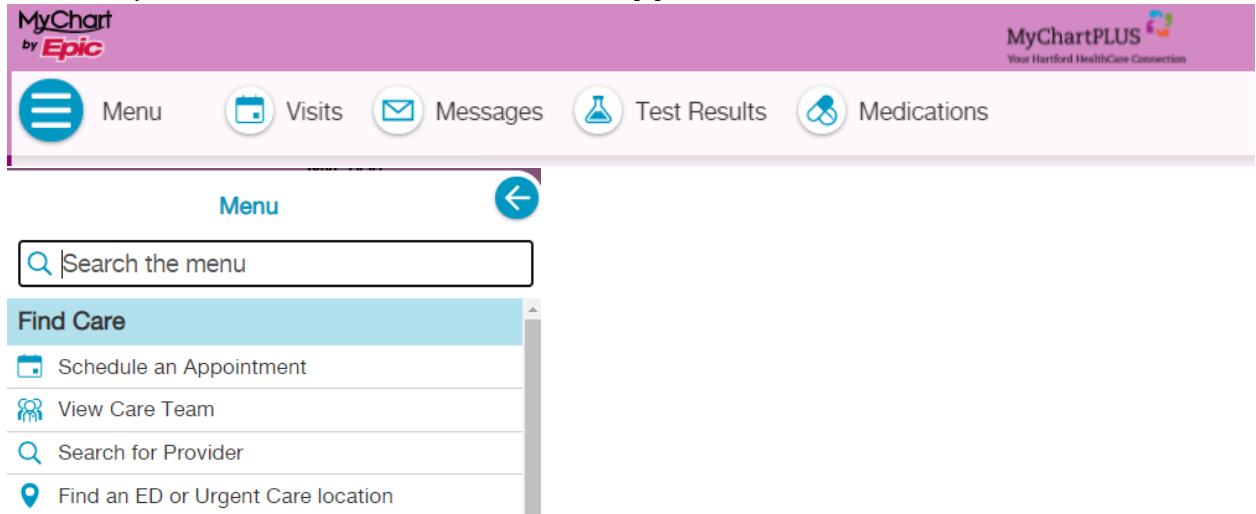 MyChart
by Epic
MyChartPLUS
Your Hartford HealthCare Connection
Menu Visits Messages Test Results Medications
Menu
Search the menu
Find Care
Schedule an Appointment
View Care Team
Search for Provider
Find an ED or Urgent Care location